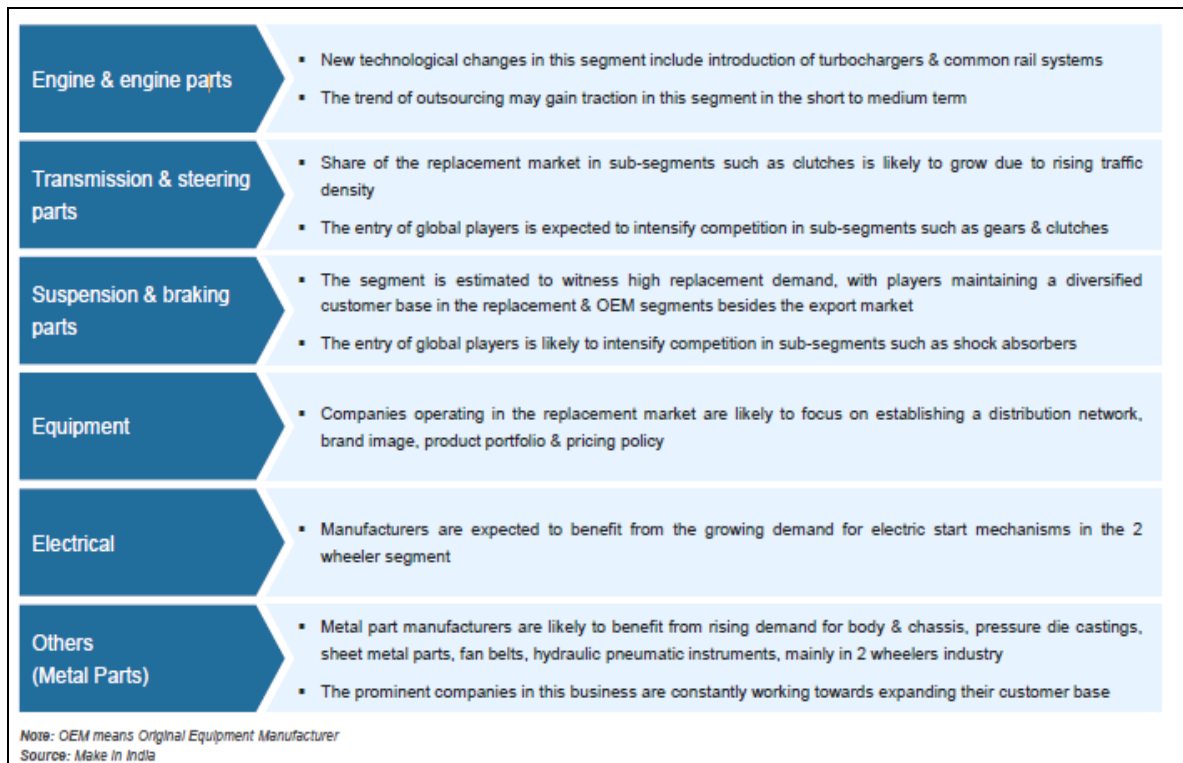 Engine & engine parts
▪ New technological changes in this segment include introduction of turbochargers & common rail systems
▪ The trend of outsourcing may gain traction in this segment in the short to medium term
Transmission & steering
parts
▪ Share of the replacement market in sub-segments such as clutches is likely to grow due to rising traffic
density
▪ The entry of global players is expected to intensify competition in sub-segments such as gears & clutches
Suspension & braking
parts
▪ The segment is estimated to witness high replacement demand, with players maintaining a diversified
customer base in the replacement & OEM segments besides the export market
▪ The entry of global players is likely to intensify competition in sub-segments such as shock absorbers
Equipment
▪ Companies operating in the replacement market are likely to focus on establishing a distribution network,
brand image, product portfolio & pricing policy
Electrical
▪ Manufacturers are expected to benefit from the growing demand for electric start mechanisms in the 2
wheeler segment
Others
(Metal Parts)
▪ Metal part manufacturers are likely to benefit from rising demand for body & chassis, pressure die castings,
sheet metal parts, fan belts, hydraulic pneumatic instruments, mainly in 2 wheelers industry
▪ The prominent companies in this business are constantly working towards expanding their customer base
Note: OEM means Original Equipment Manufacturer
Source: Make in India